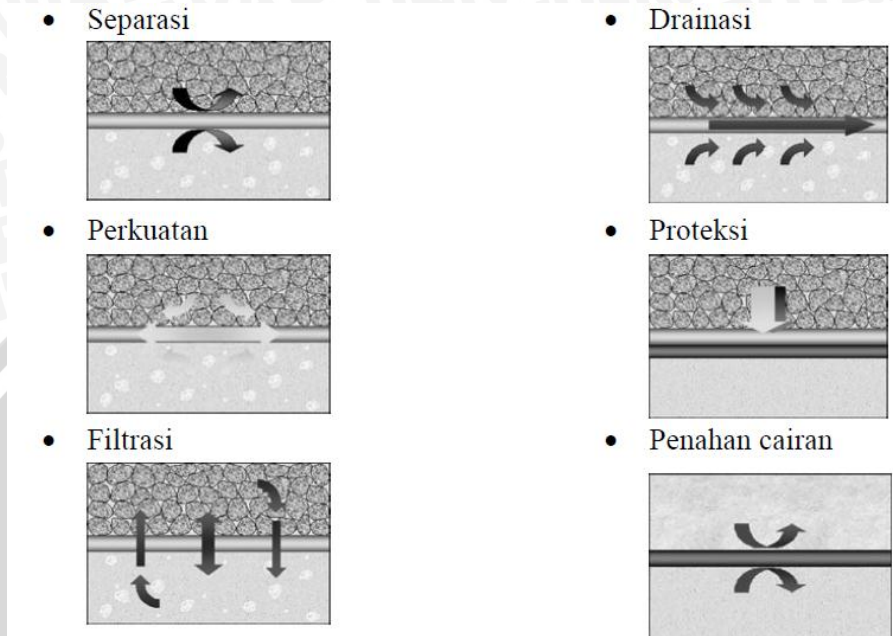 • Separasi
• Drainasi
• Perkuatan
• Proteksi
• Filtrasi
• Penahan cairan